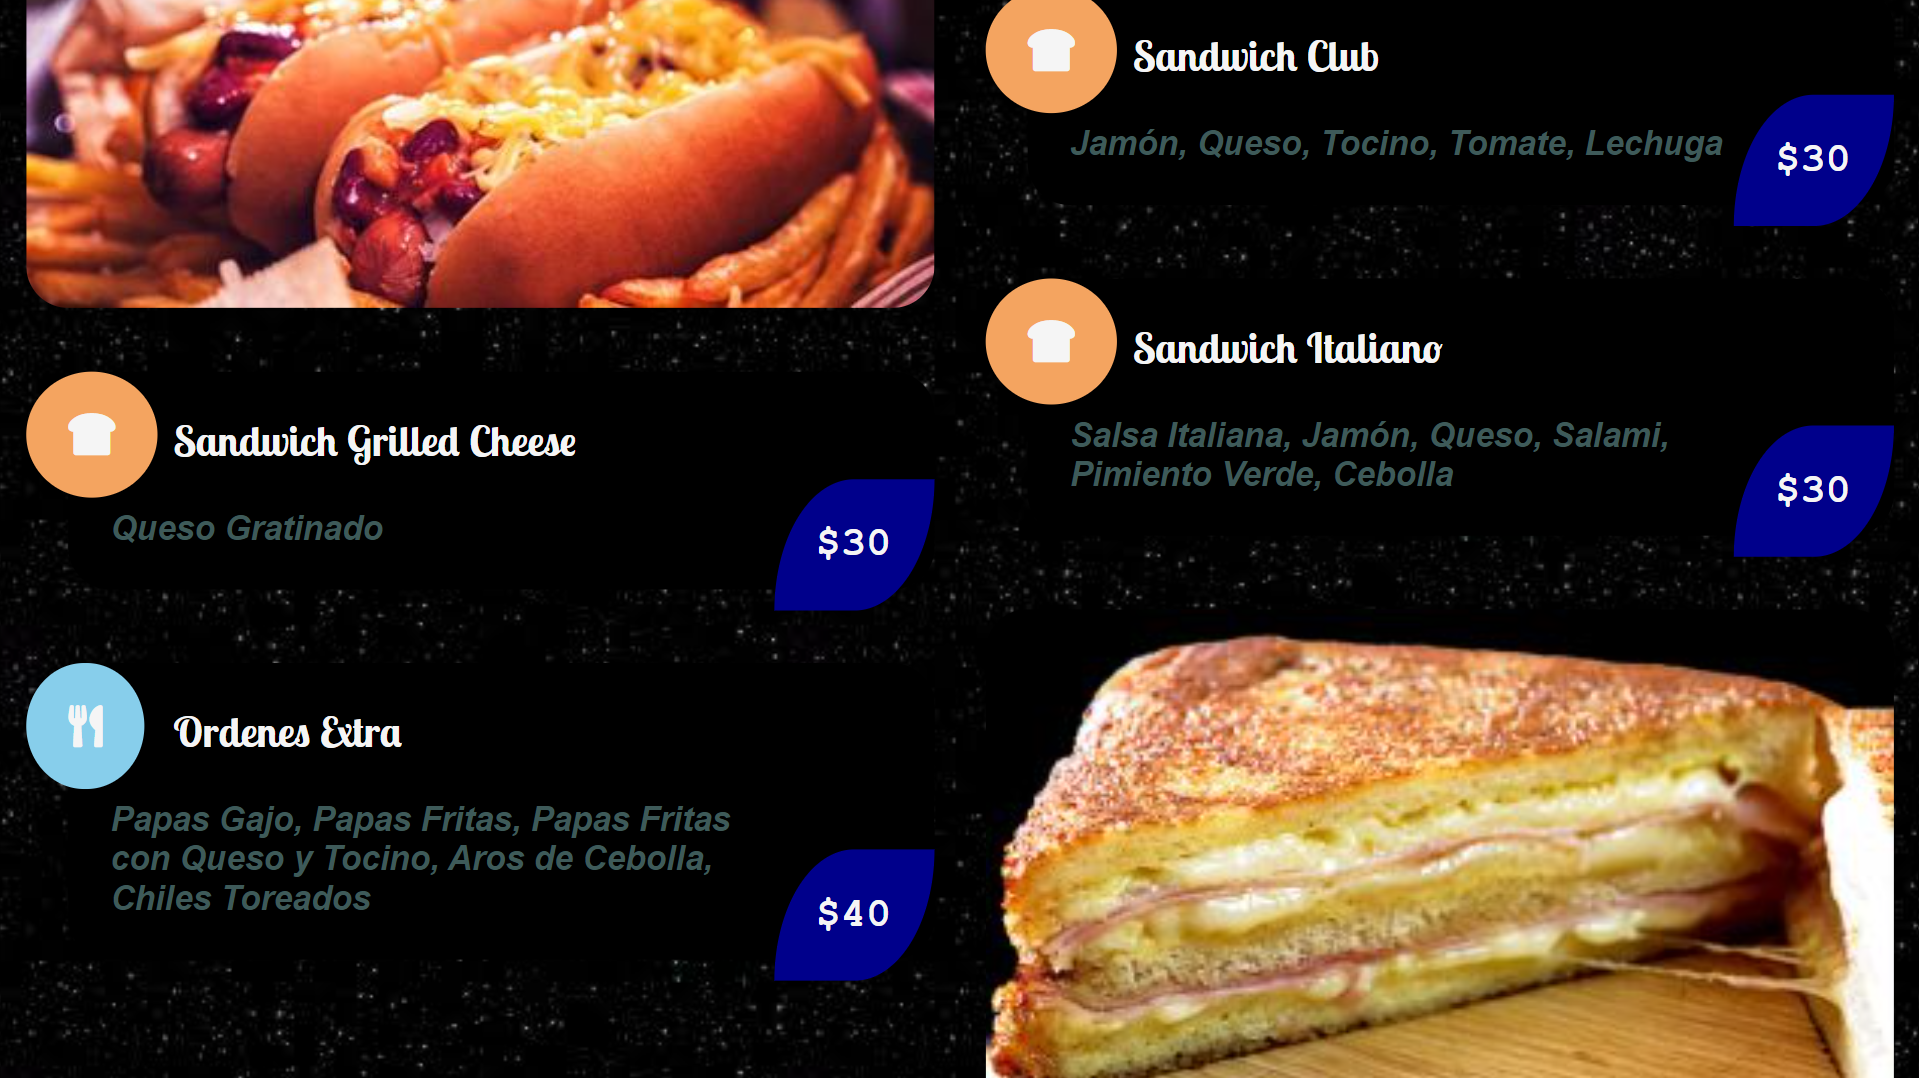 Sandwich Grilled Cheese
Queso Gratinado
$30
Ordenes Extra
Papas Gajo, Papas Fritas, Papas Fritas
con Queso y Tocino, Aros de Cebolla,
Chiles Toreados
$40
Sandwich Club
Jamón, Queso, Tocino, Tomate, Lechuga
$30
Sandwich Italiano
Salsa Italiana, Jamón, Queso, Salami,
Pimiento Verde, Cebolla
$30